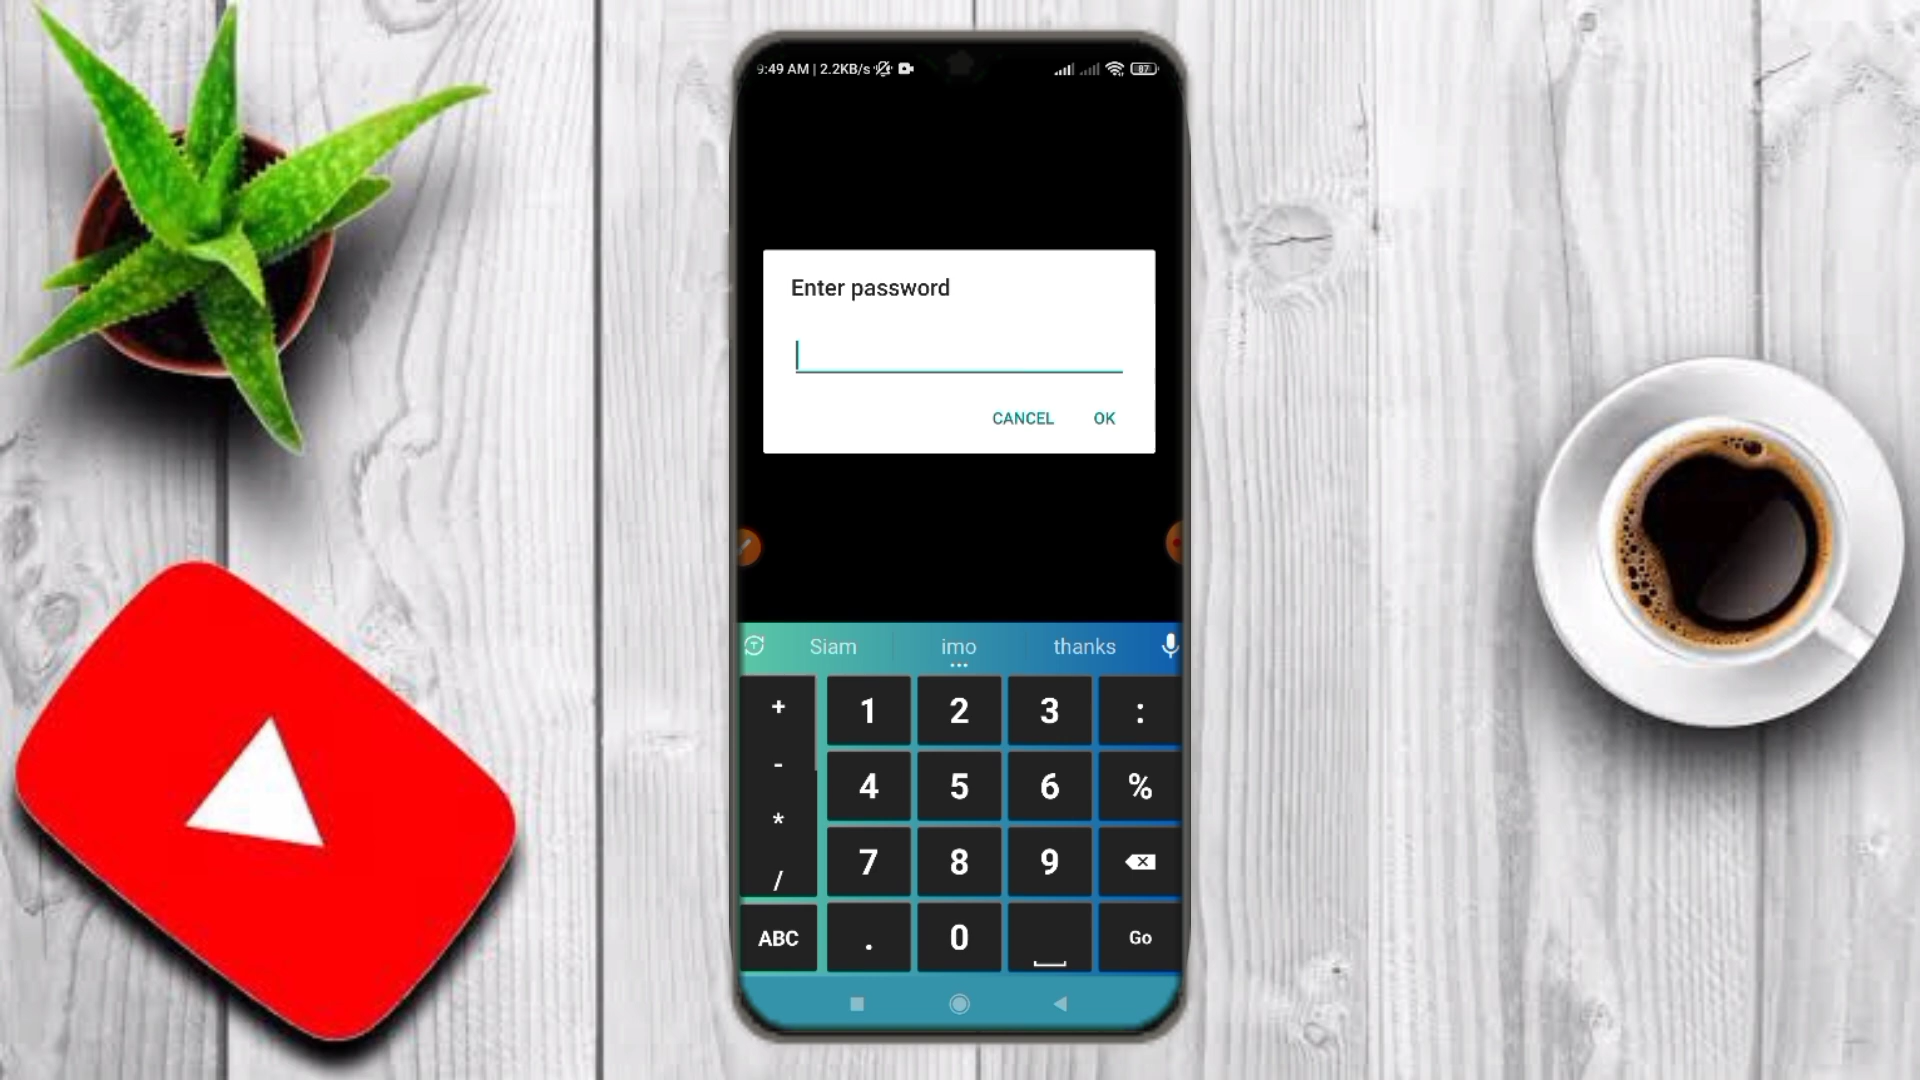 9:49 AM | 2.2KB/s
87
Enter password
CANCEL OK
Siam imo thanks
+ 1 2 3 :
- 4 5 6 %
* 7 8 9
/
ABC . 0 Go